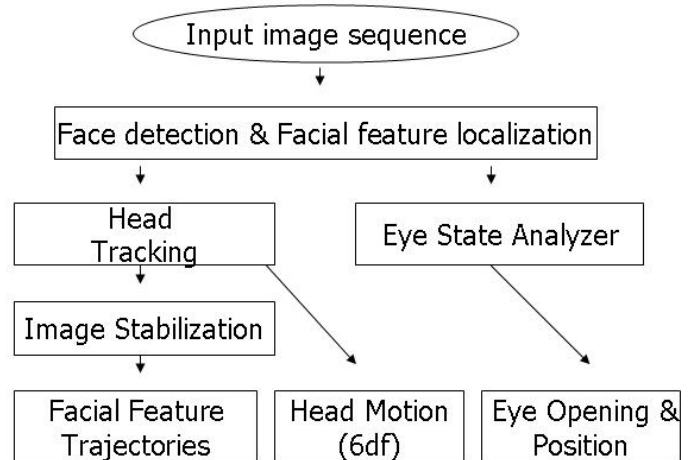 Input image sequence
Face detection & Facial feature localization
Head
Tracking
Eye State Analyzer
Image Stabilization
Facial Feature
Trajectories
Head Motion
(6df)
Eye Opening &
Position